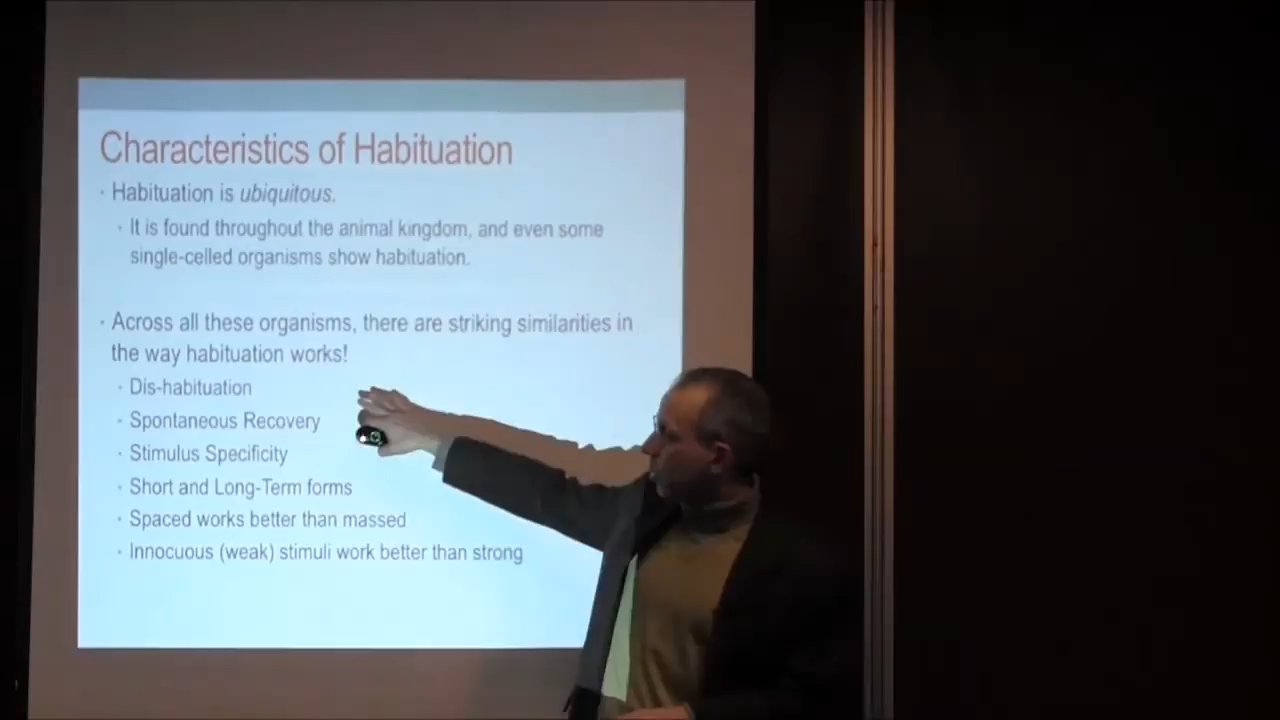 Characteristics of Habituation
· Habituation is ubiquitous.
· It is found throughout the animal kingdom, and even some
single-celled organisms show habituation.
· Across all these organisms, there are striking similarities in
the way habituation works!
· Dis-habituation
· Spontaneous Recovery
· Stimulus Specificity
· Short and Long-Term forms
· Spaced works better than massed
· Innocuous (weak) stimuli work better than strong